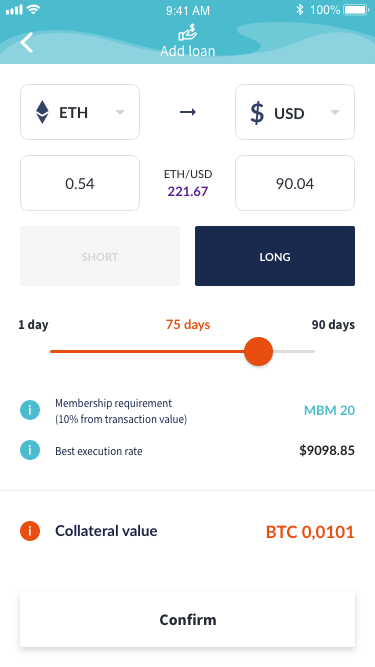 9:41 AM
100%
Add loan
ETH
$ USD
0.54
ETH/USD
221.67
90.04
SHORT
LONG
1 day
75 days
90 days
i
Membership requirement
(10% from transaction value)
MBM 20
i
Best execution rate
$9098.85
i
Collateral value
BTC 0,0101
Confirm